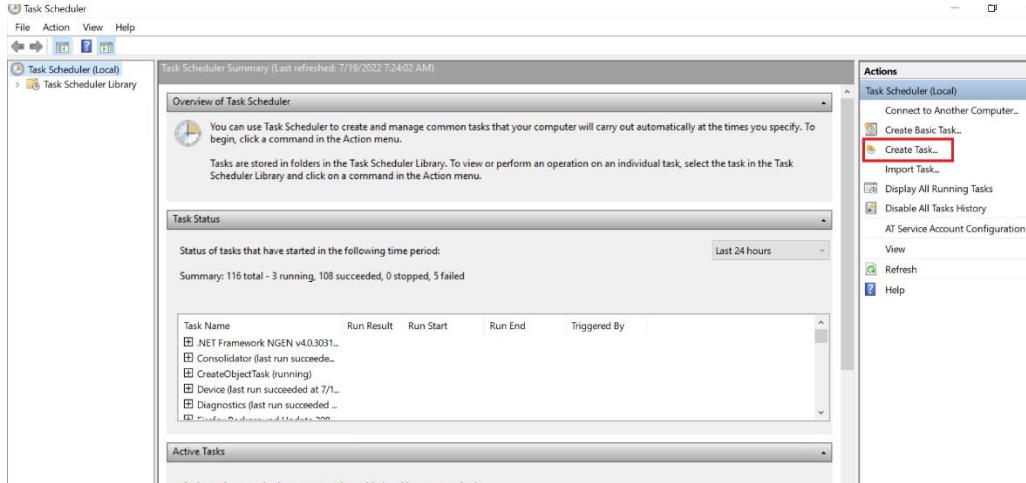 Task Scheduler
File Action View Help
Task Scheduler (Local)
Task Scheduler Library
Task Scheduler Summary (Last refreshed: 7/19/2022 7:24:02 AM)
Overview of Task Scheduler
You can use Task Scheduler to create and manage common tasks that your computer will carry out automatically at the times you specify. To
begin, click a command in the Action menu.
Tasks are stored in folders in the Task Scheduler Library. To view or perform an operation on an individual task, select the task in the Task
Scheduler Library and click on a command in the Action menu.
Task Status
Status of tasks that have started in the following time period:
Last 24 hours
Summary: 116 total - 3 running, 108 succeeded, 0 stopped, 5 failed
Task Name Run Result Run Start Run End Triggered By
.NET Framework NGEN v4.0.3031...
Consolidator (last run succeede...
CreateObjectTask (running)
Device (last run succeeded at 7/1...
Diagnostics (last run succeeded ...
Firefox Background Update 308...
Active Tasks
Actions
Task Scheduler (Local)
Connect to Another Computer...
Create Basic Task...
Create Task...
Import Task...
Display All Running Tasks
Disable All Tasks History
AT Service Account Configuration
View
Refresh
Help